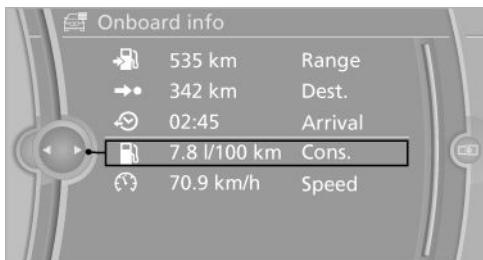 Onboard info
535 km Range
342 km Dest.
02:45 Arrival
7.8 l/100 km Cons.
70.9 km/h Speed